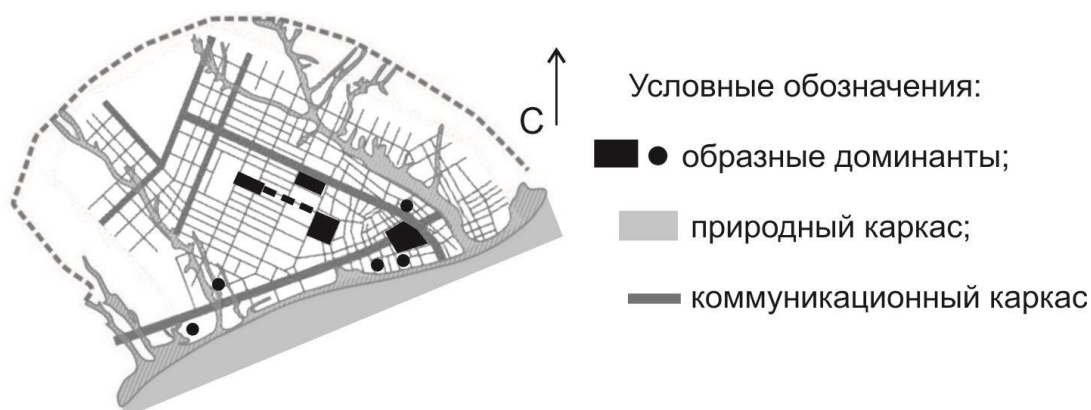 С
Условные обозначения:
образные доминанты;
природный каркас;
коммуникационный каркас